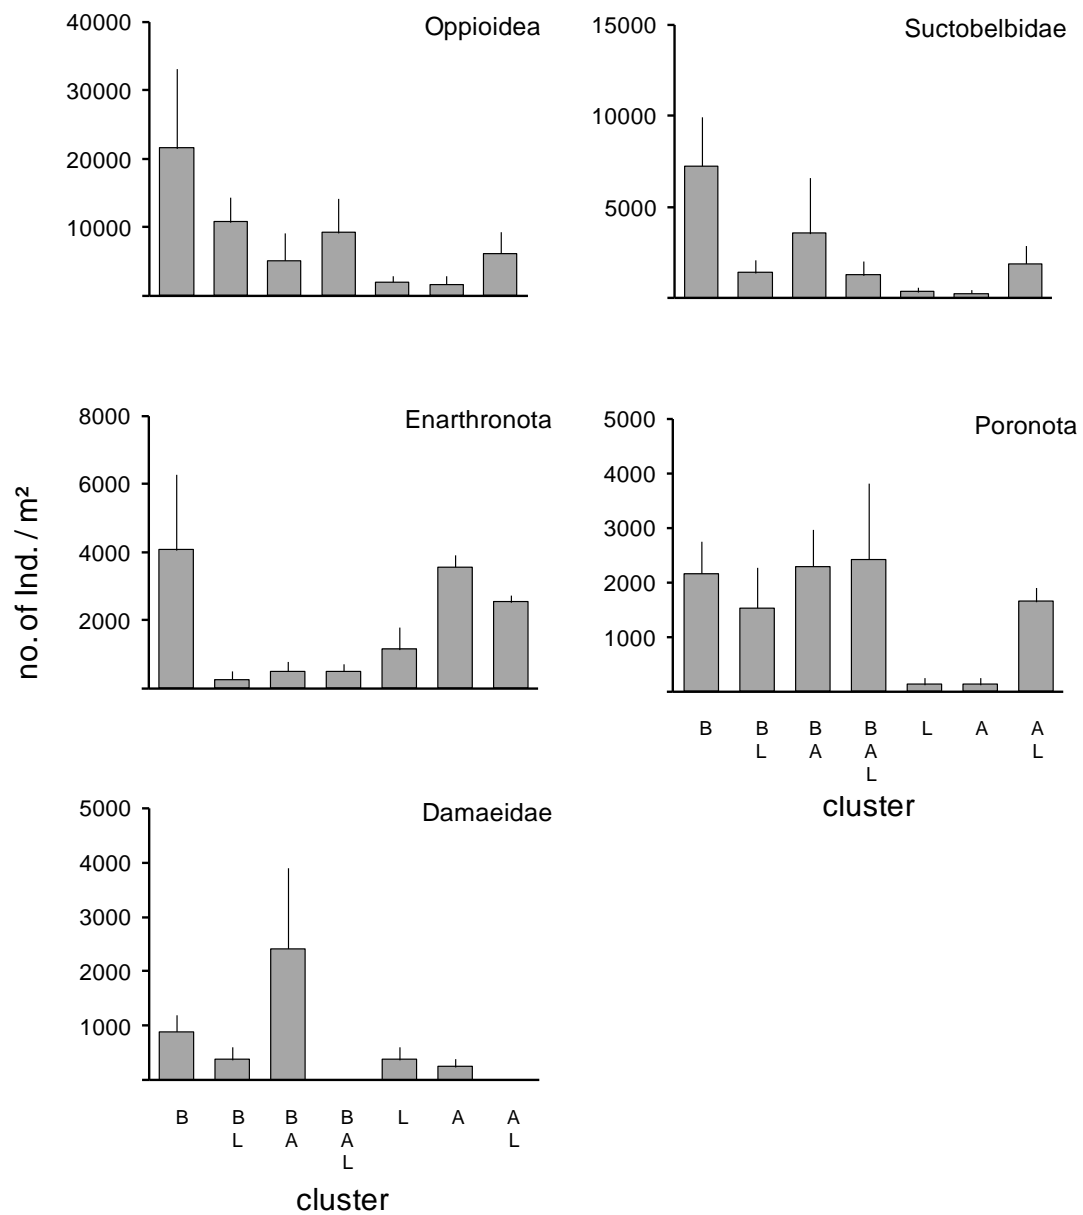 Oppioidea
40000
30000
20000
10000
Suctobelbidae
15000
10000
5000
no. of Ind. / m²
Enarthronota
8000
6000
4000
2000
Poronota
5000
4000
3000
2000
1000
B B B B L A A
L A A L
L
cluster
Damaeidae
5000
4000
3000
2000
1000
B B B B L A A
L A A L
L
cluster